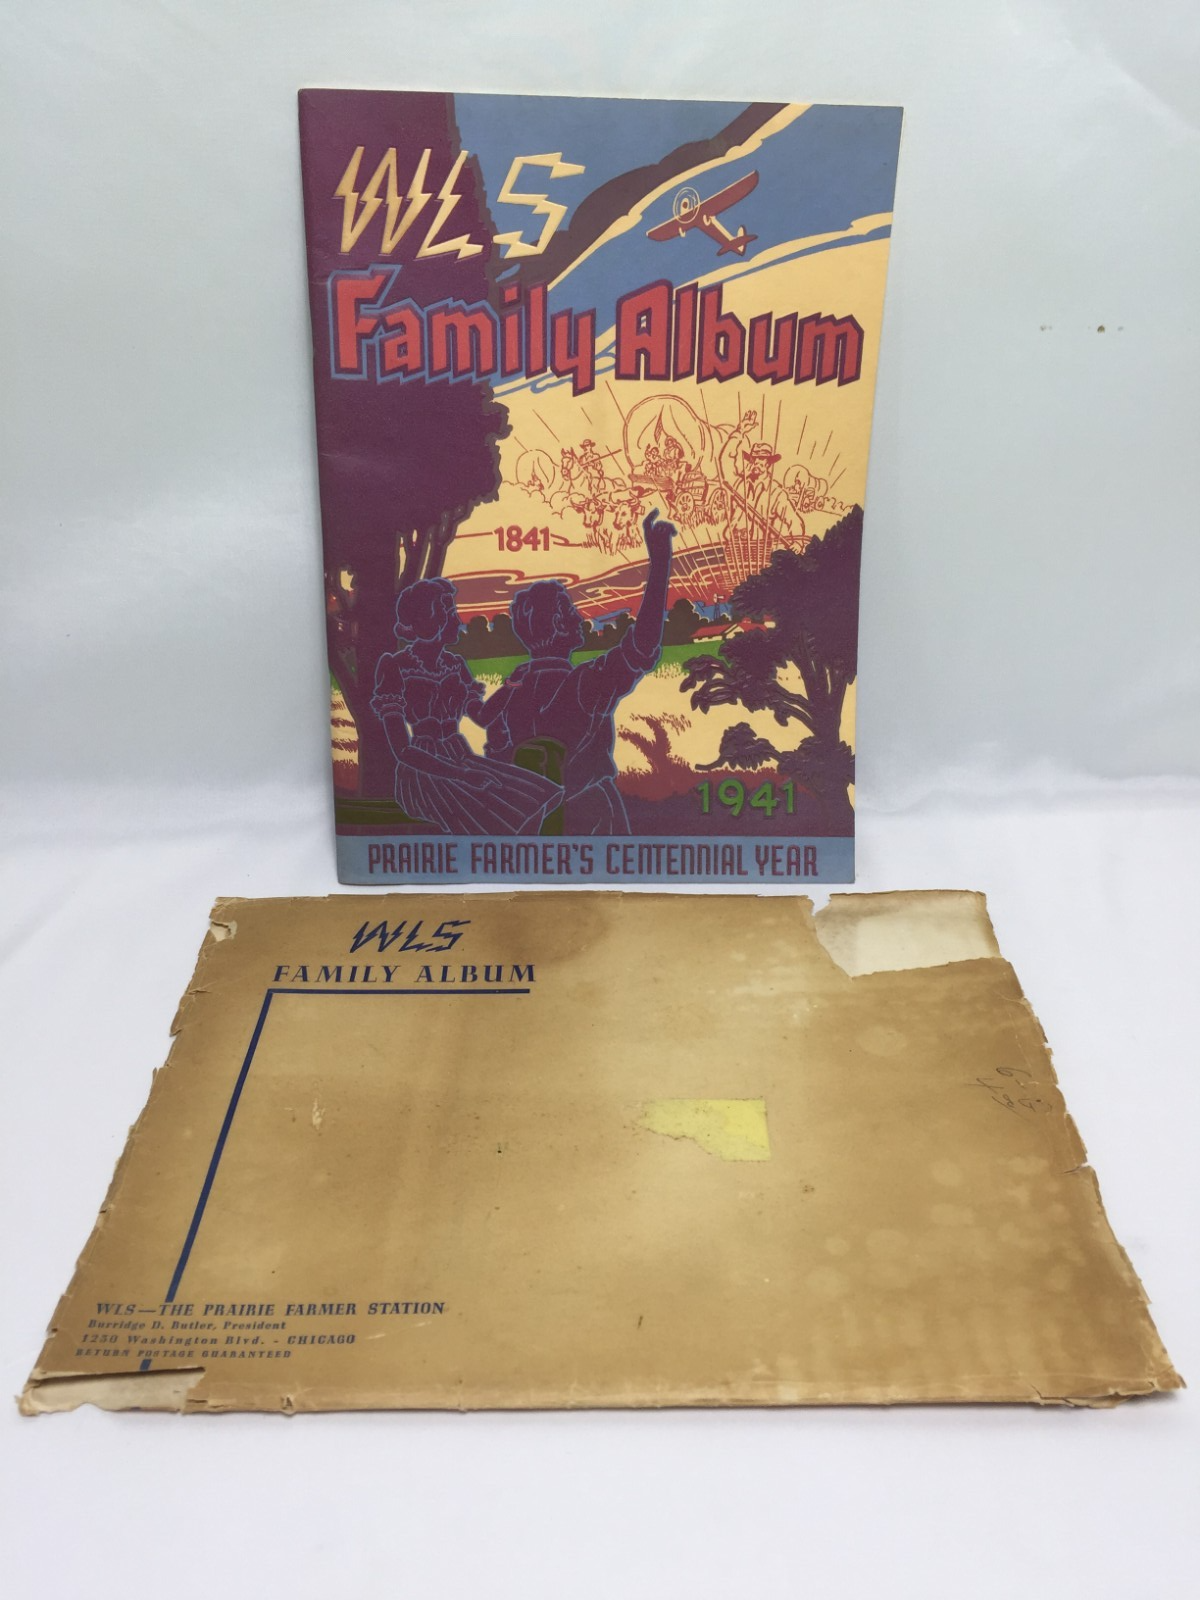 WLS
Family Album
1841
1941
PRAIRIE FARMER'S CENTENNIAL YEAR
WLS
FAMILY ALBUM
WLS—THE PRAIRIE FARMER STATION
Burridge D. Butler, President
1230 Washington Blvd. - CHICAGO
RETURN POSTAGE GUARANTEED